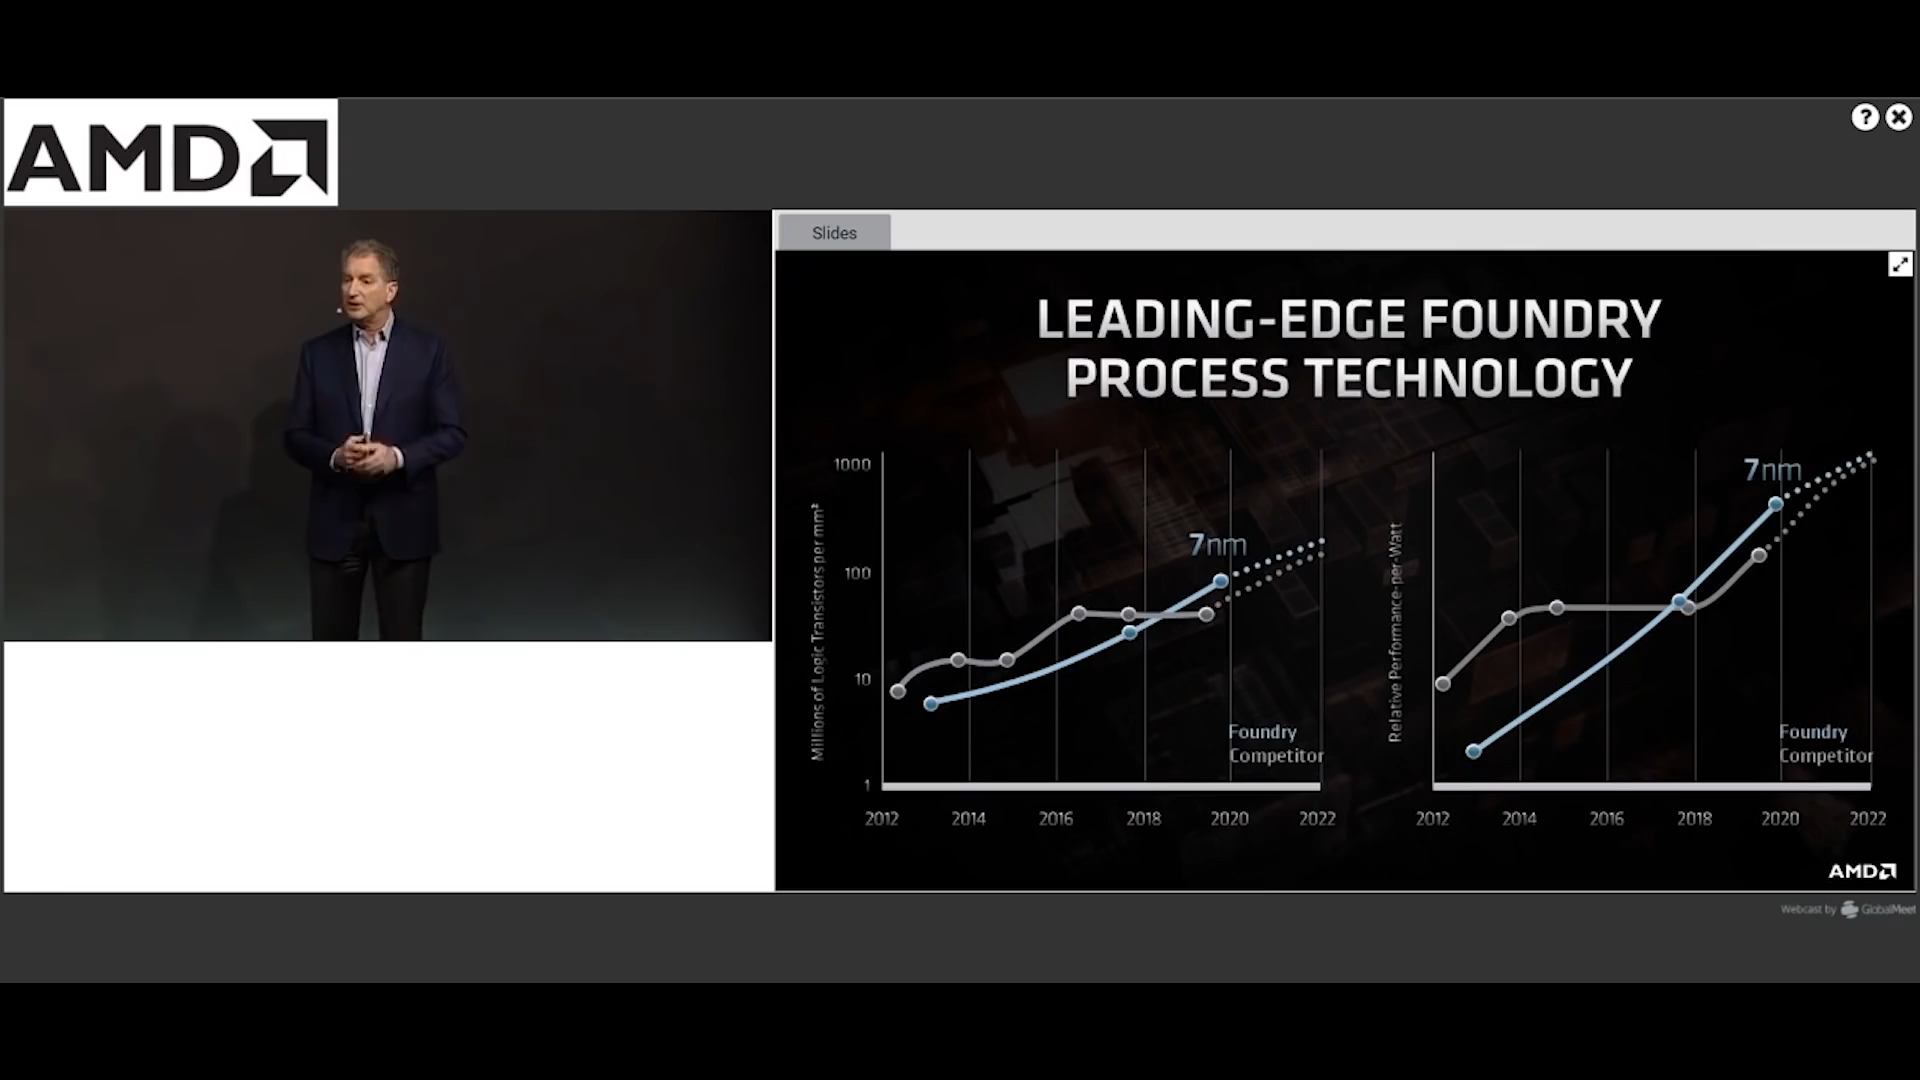 AMD
?
Slides
LEADING-EDGE FOUNDRY
PROCESS TECHNOLOGY
Millions of Logic Transistors per mm²
1000
100
10
1
7nm
Foundry
Competitor
2012 2014 2016 2018 2020 2022
Relative Performance-per-Watt
7nm
Foundry
Competitor
2012 2014 2016 2018 2020 2022
AMD
Webcast by GlobalMeet